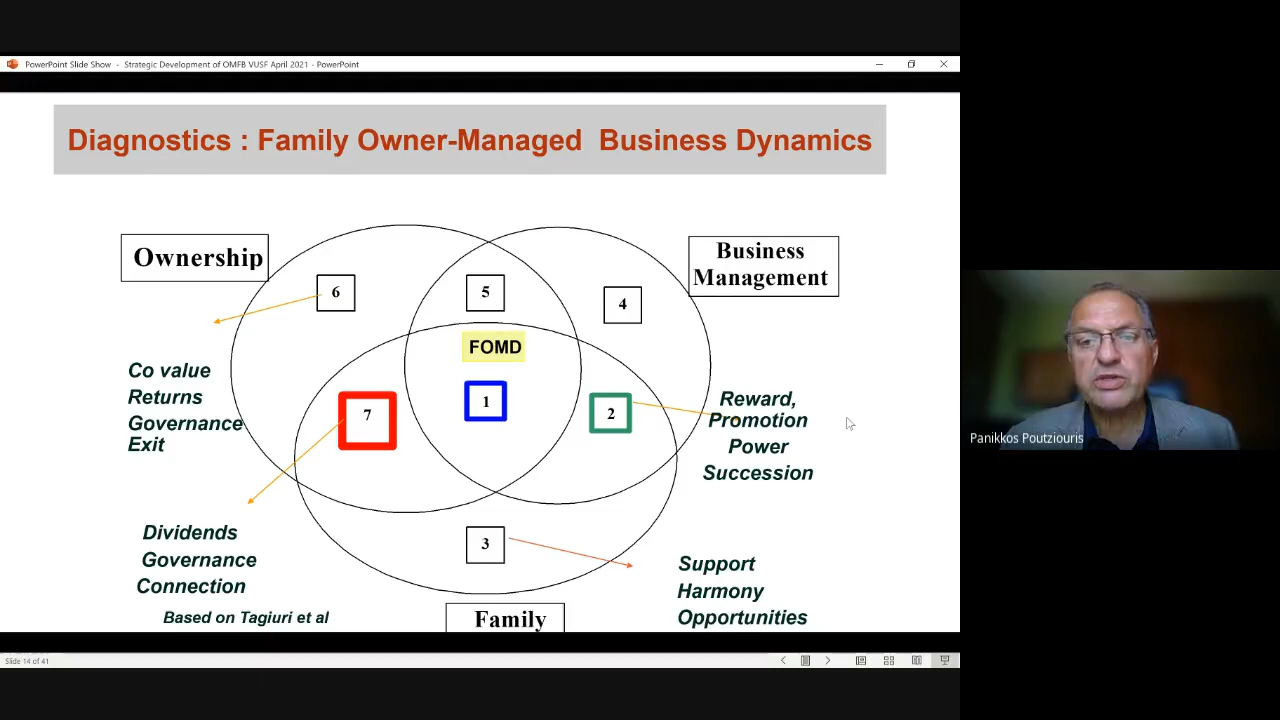 PowerPoint Slide Show - Strategic Development of OMFB VUSF April 2021 - PowerPoint
Diagnostics : Family Owner-Managed Business Dynamics
Ownership
Business
Management
6
5
4
FOMD
Co value
Returns
Governance
Exit
7
1
2
Reward,
Promotion
Power
Succession
Panikkos Poutziouris
Dividends
Governance
Connection
3
Support
Harmony
Opportunities
Based on Tagiuri et al
Family
Slide 14 of 41